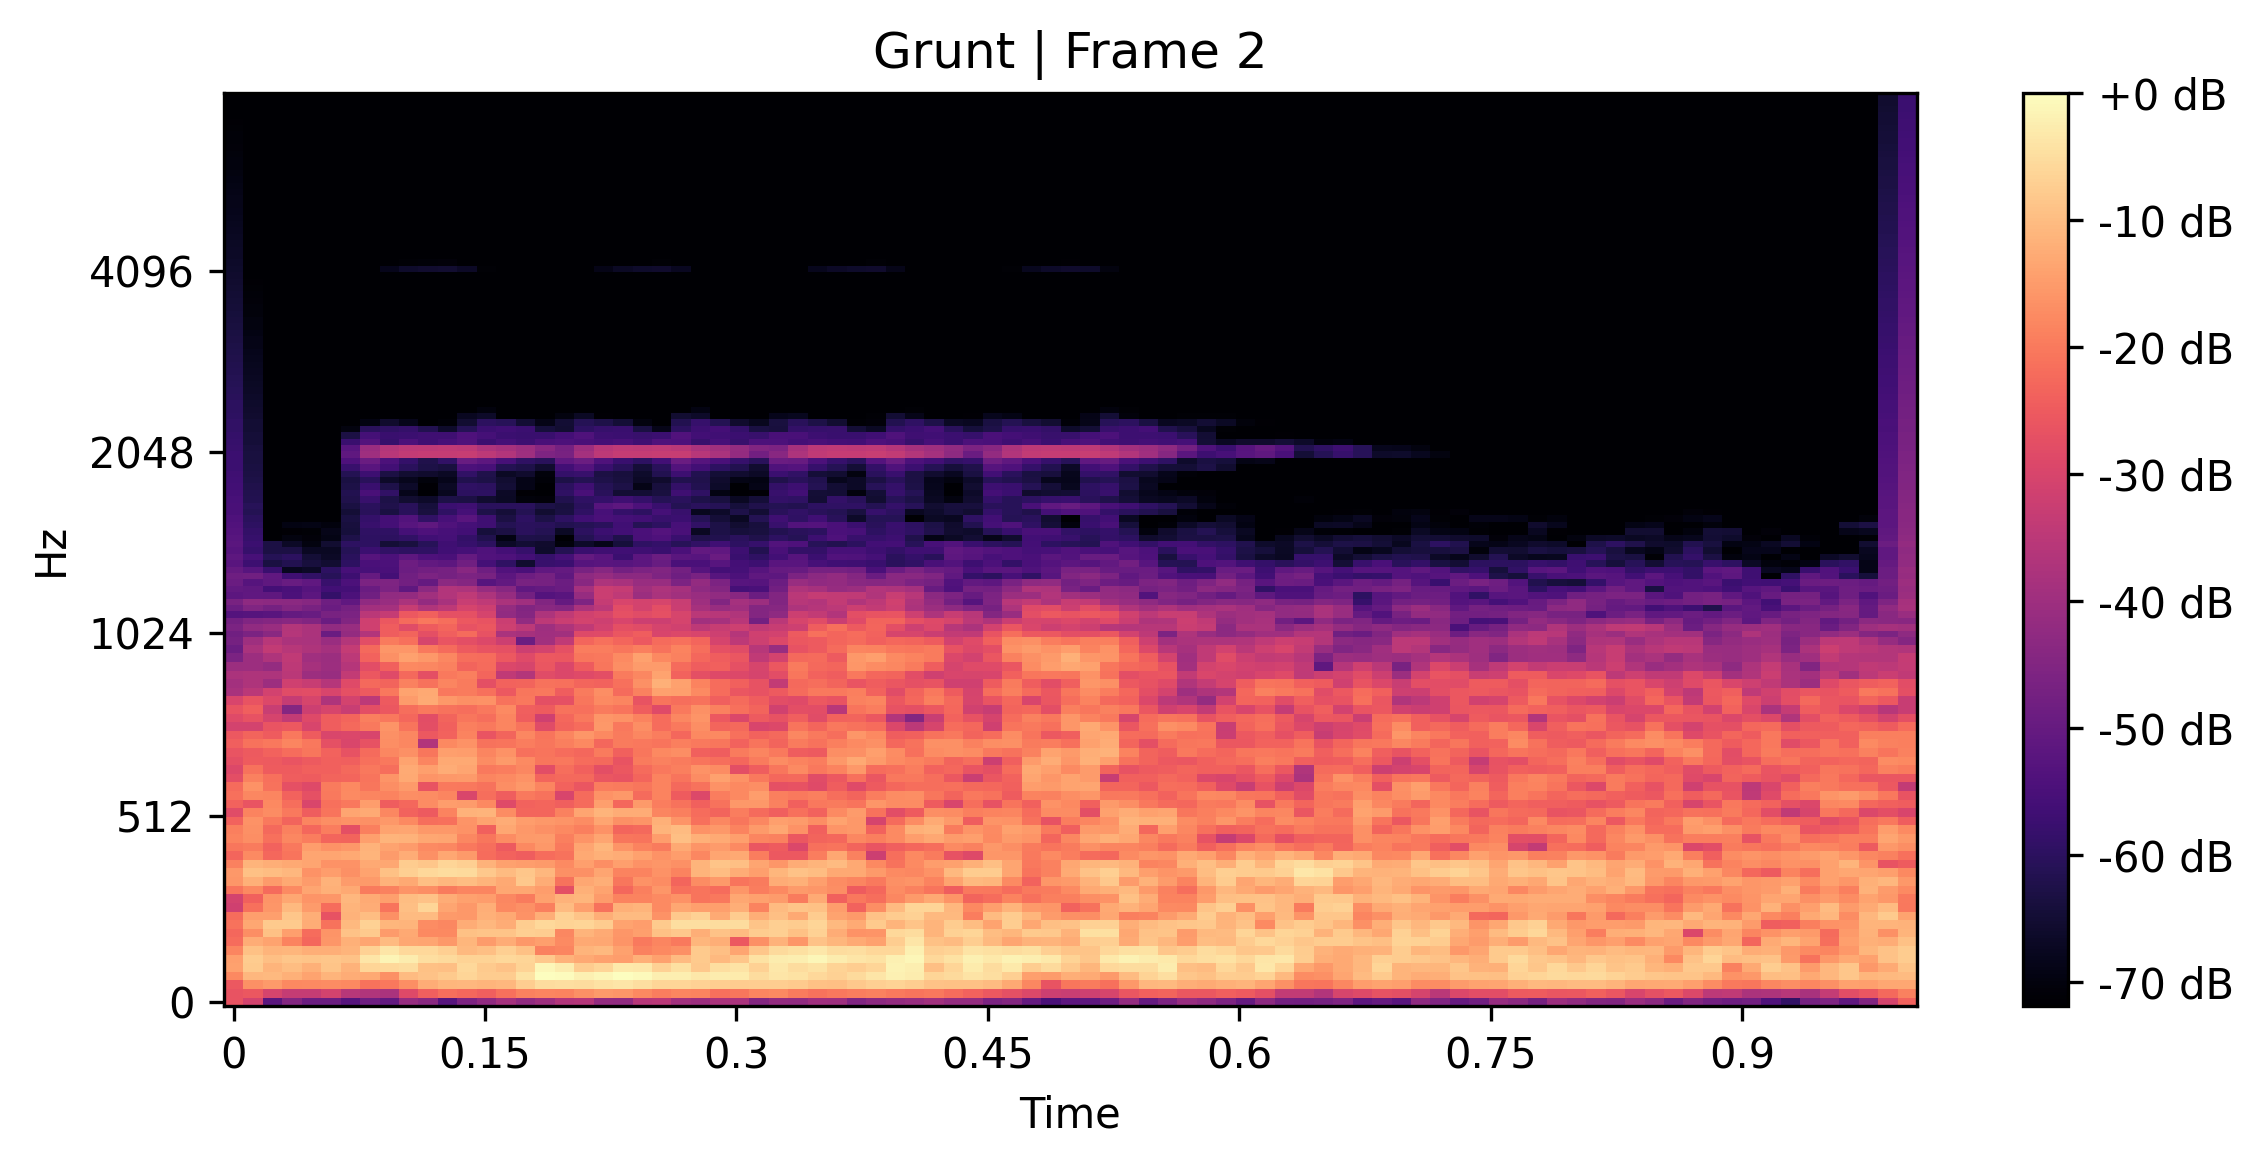 Grunt | Frame 2
Hz
4096
2048
1024
512
0
0 0.15 0.3 0.45 0.6 0.75 0.9
Time
+0 dB
-10 dB
-20 dB
-30 dB
-40 dB
-50 dB
-60 dB
-70 dB